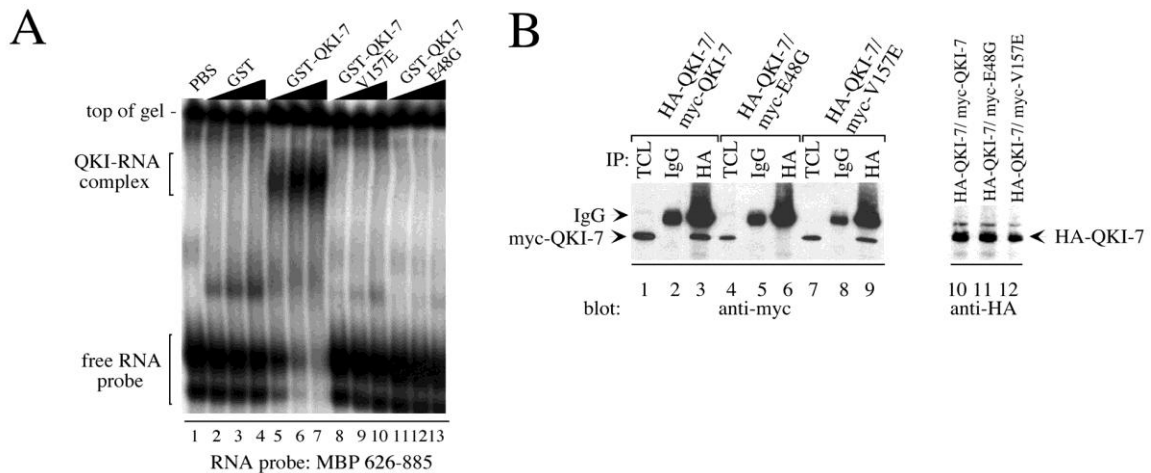 A
PBS
GST
GST-QKI-7
GST-QKI-7
V157E
GST-QKI-7
E48G
top of gel -
QKI-RNA
complex
free RNA
probe
1 2 3 4 5 6 7 8 9 10 11 12 13
RNA probe: MBP 626-885
B
HA-QKI-7/
myc-QKI-7
HA-QKI-7/
myc-E48G
HA-QKI-7/
myc-V157E
IP: TCL IgG HA TCL IgG HA TCL IgG HA
IgG
myc-QKI-7
1 2 3 4 5 6 7 8 9
blot: anti-myc
HA-QKI-7/ myc-QKI-7
HA-QKI-7/ myc-E48G
HA-QKI-7/ myc-V157E
HA-QKI-7
10 11 12
anti-HA